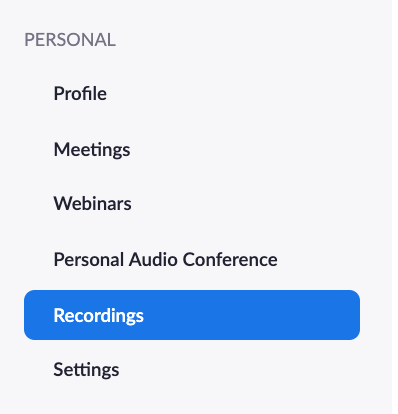 PERSONAL
Profile
Meetings
Webinars
Personal Audio Conference
Recordings
Settings